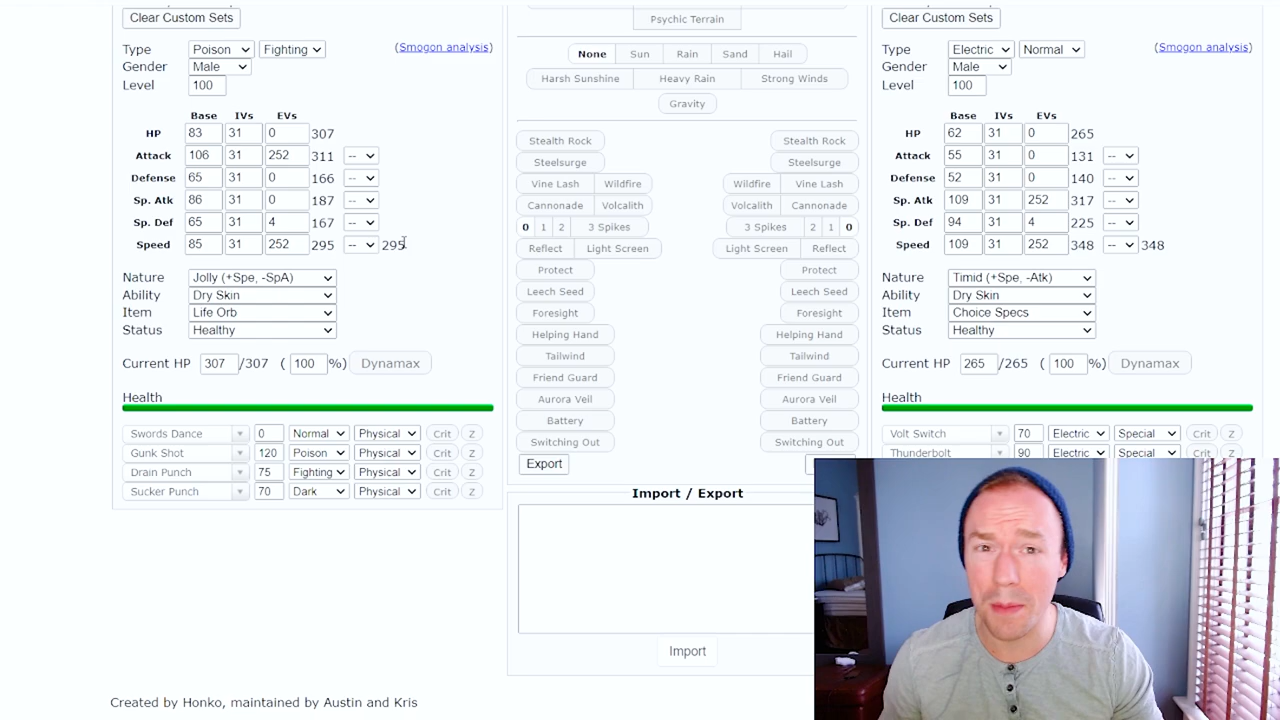 Clear Custom Sets
Type Poison Fighting (Smogon analysis)
Gender Male
Level 100
Base IVs EVs
HP 83 31 0 307
Attack 106 31 252 311 --
Defense 65 31 0 166 --
Sp. Atk 86 31 0 187 --
Sp. Def 65 31 4 167 --
Speed 85 31 252 295 -- 295
Nature Jolly (+Spe, -SpA)
Ability Dry Skin
Item Life Orb
Status Healthy
Current HP 307 /307 ( 100 %) Dynamax
Health
Swords Dance 0 Normal Physical Crit Z
Gunk Shot 120 Poison Physical Crit Z
Drain Punch 75 Fighting Physical Crit Z
Sucker Punch 70 Dark Physical Crit Z
Psychic Terrain
None Sun Rain Sand Hail
Harsh Sunshine Heavy Rain Strong Winds
Gravity
Stealth Rock Stealth Rock
Steelsurge Steelsurge
Vine Lash Wildfire Wildfire Vine Lash
Cannonade Volcalith Volcalith Cannonade
0 1 2 3 Spikes 3 Spikes 2 1 0
Reflect Light Screen Light Screen Reflect
Protect Protect
Leech Seed Leech Seed
Foresight Foresight
Helping Hand Helping Hand
Tailwind Tailwind
Friend Guard Friend Guard
Aurora Veil Aurora Veil
Battery Battery
Switching Out Switching Out
Export
Import / Export
Import
Clear Custom Sets
Type Electric Normal (Smogon analysis)
Gender Male
Level 100
Base IVs EVs
HP 62 31 0 265
Attack 55 31 0 131 --
Defense 52 31 0 140 --
Sp. Atk 109 31 252 317 --
Sp. Def 94 31 4 225 --
Speed 109 31 252 348 -- 348
Nature Timid (+Spe, -Atk)
Ability Dry Skin
Item Choice Specs
Status Healthy
Current HP 265 /265 ( 100 %) Dynamax
Health
Volt Switch 70 Electric Special Crit Z
Thunderbolt 90 Electric Special Crit Z
Created by Honko, maintained by Austin and Kris